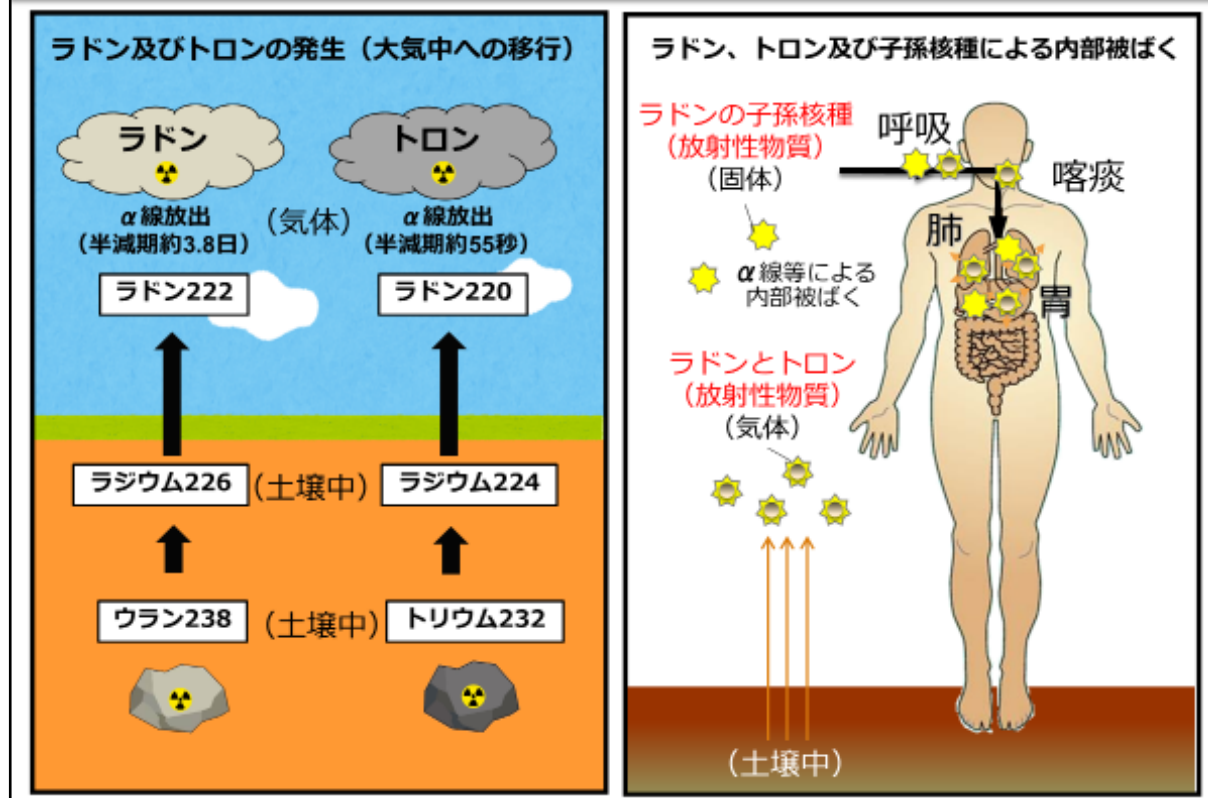 ラドン及びトロンの発生（大気中への移行）
ラドン
トロン
α線放出
（半減期約3.8日）
（気体）
α線放出
（半減期約55秒）
ラドン222
ラドン220
ラジウム226
（土壌中）
ラジウム224
ウラン238
（土壌中）
トリウム232
ラドン、トロン及び子孫核種による内部被ばく
ラドンの子孫核種
（放射性物質）
（固体）
呼吸
喀痰
肺
α線等による
内部被ばく
胃
ラドンとトロン
（放射性物質）
（気体）
（土壌中）